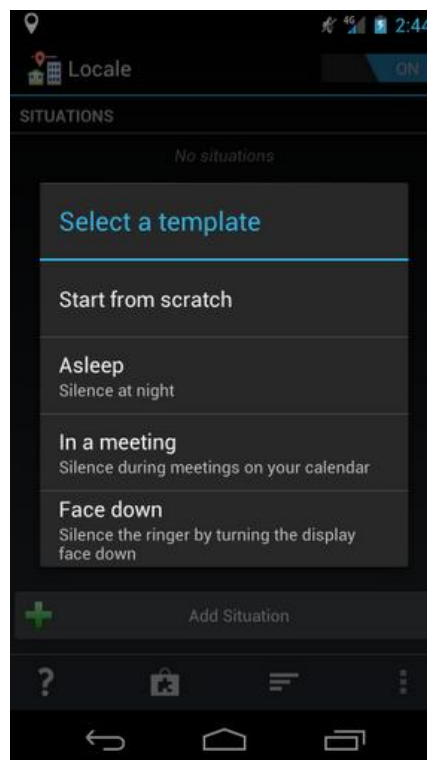 4G 2:44
Locale
ON
SITUATIONS
No situations
Select a template
Start from scratch
Asleep
Silence at night
In a meeting
Silence during meetings on your calendar
Face down
Silence the ringer by turning the display
face down
Add Situation
?